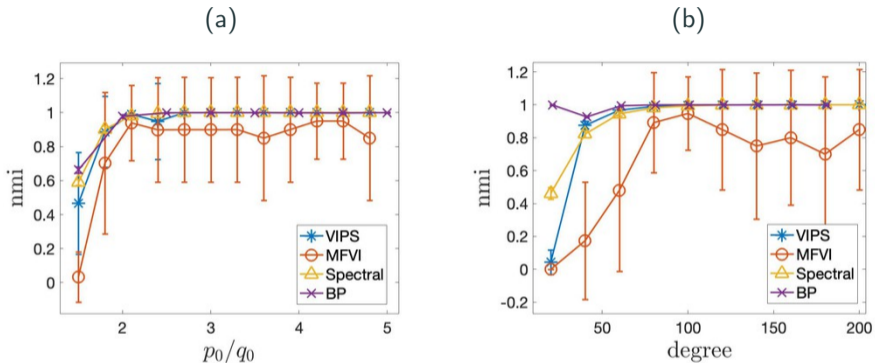 (a)
(b)
1.2
1
0.8
0.6
0.4
0.2
0
nmi
VIPS
MFVI
Spectral
BP
2
3
4
5
p₀/q₀
1.2
1
0.8
0.6
0.4
0.2
0
-0.2
nmi
VIPS
MFVI
Spectral
BP
50
100
150
200
degree